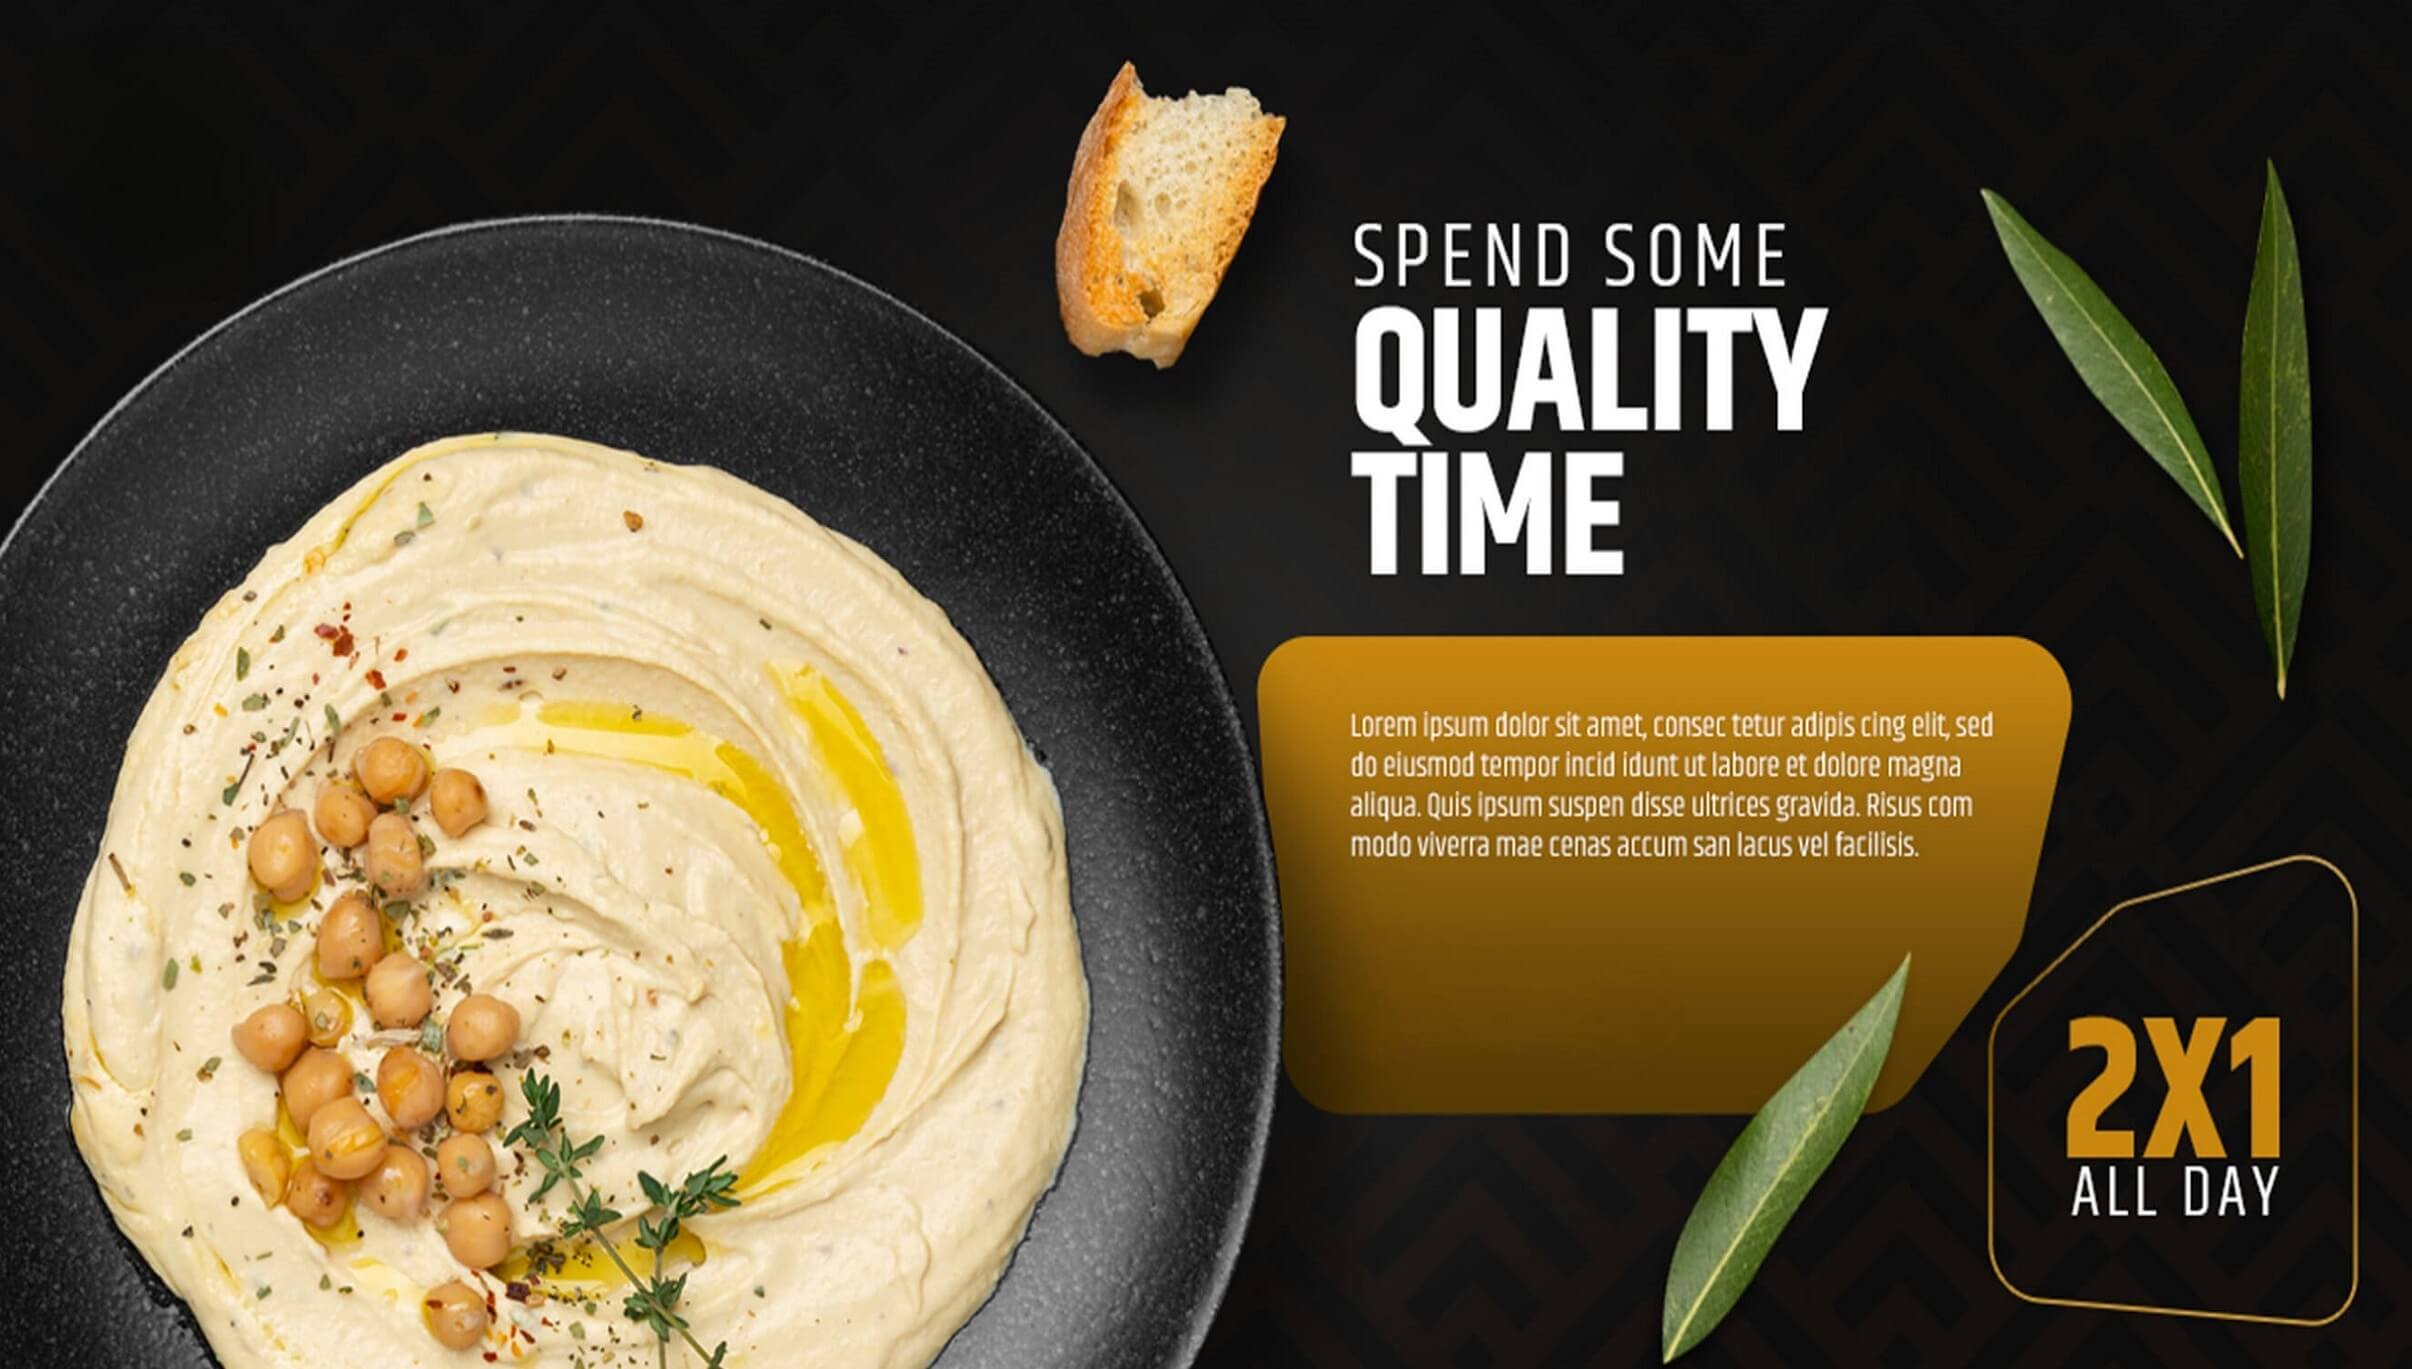 SPEND SOME
QUALITY
TIME
Lorem ipsum dolor sit amet, consec tetur adipis cing elit, sed
do eiusmod tempor incid idunt ut labore et dolore magna
aliqua. Quis ipsum suspen disse ultrices gravida. Risus com
modo viverra mae cenas accum san lacus vel facilisis.
2X1
ALL DAY